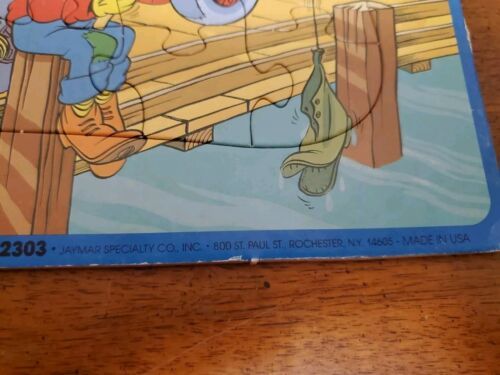 2303 • JAYMAR SPECIALTY CO., INC. • 800 ST. PAUL ST., ROCHESTER, N.Y. 14605 - MADE IN USA